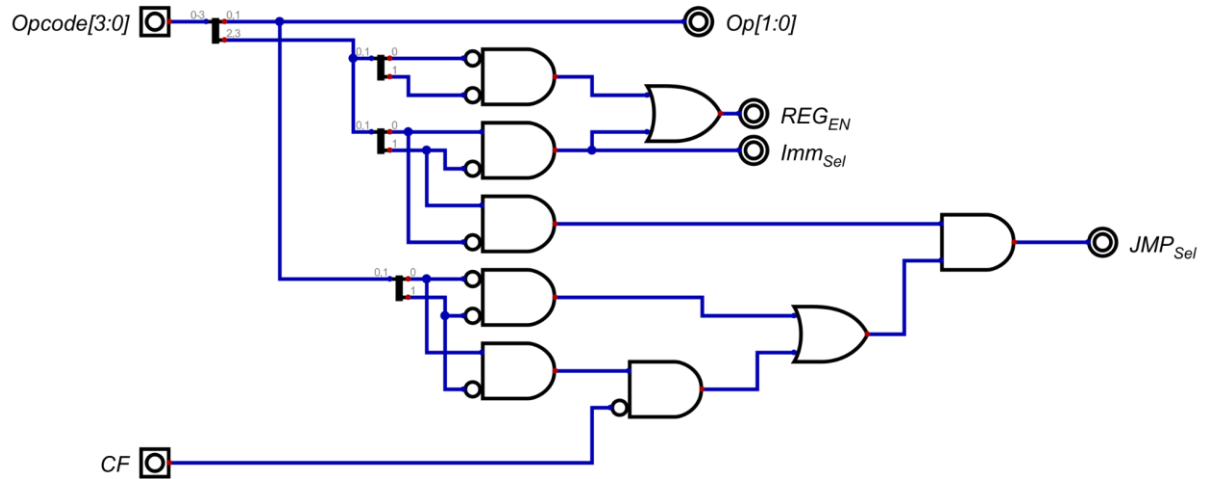 Opcode[3:0] 0-3 0,1 Op[1:0]
2,3
0,1 0
1
REG_EN
0,1 0
1 Imm_Sel
JMP_Sel
0,1 0
1
CF